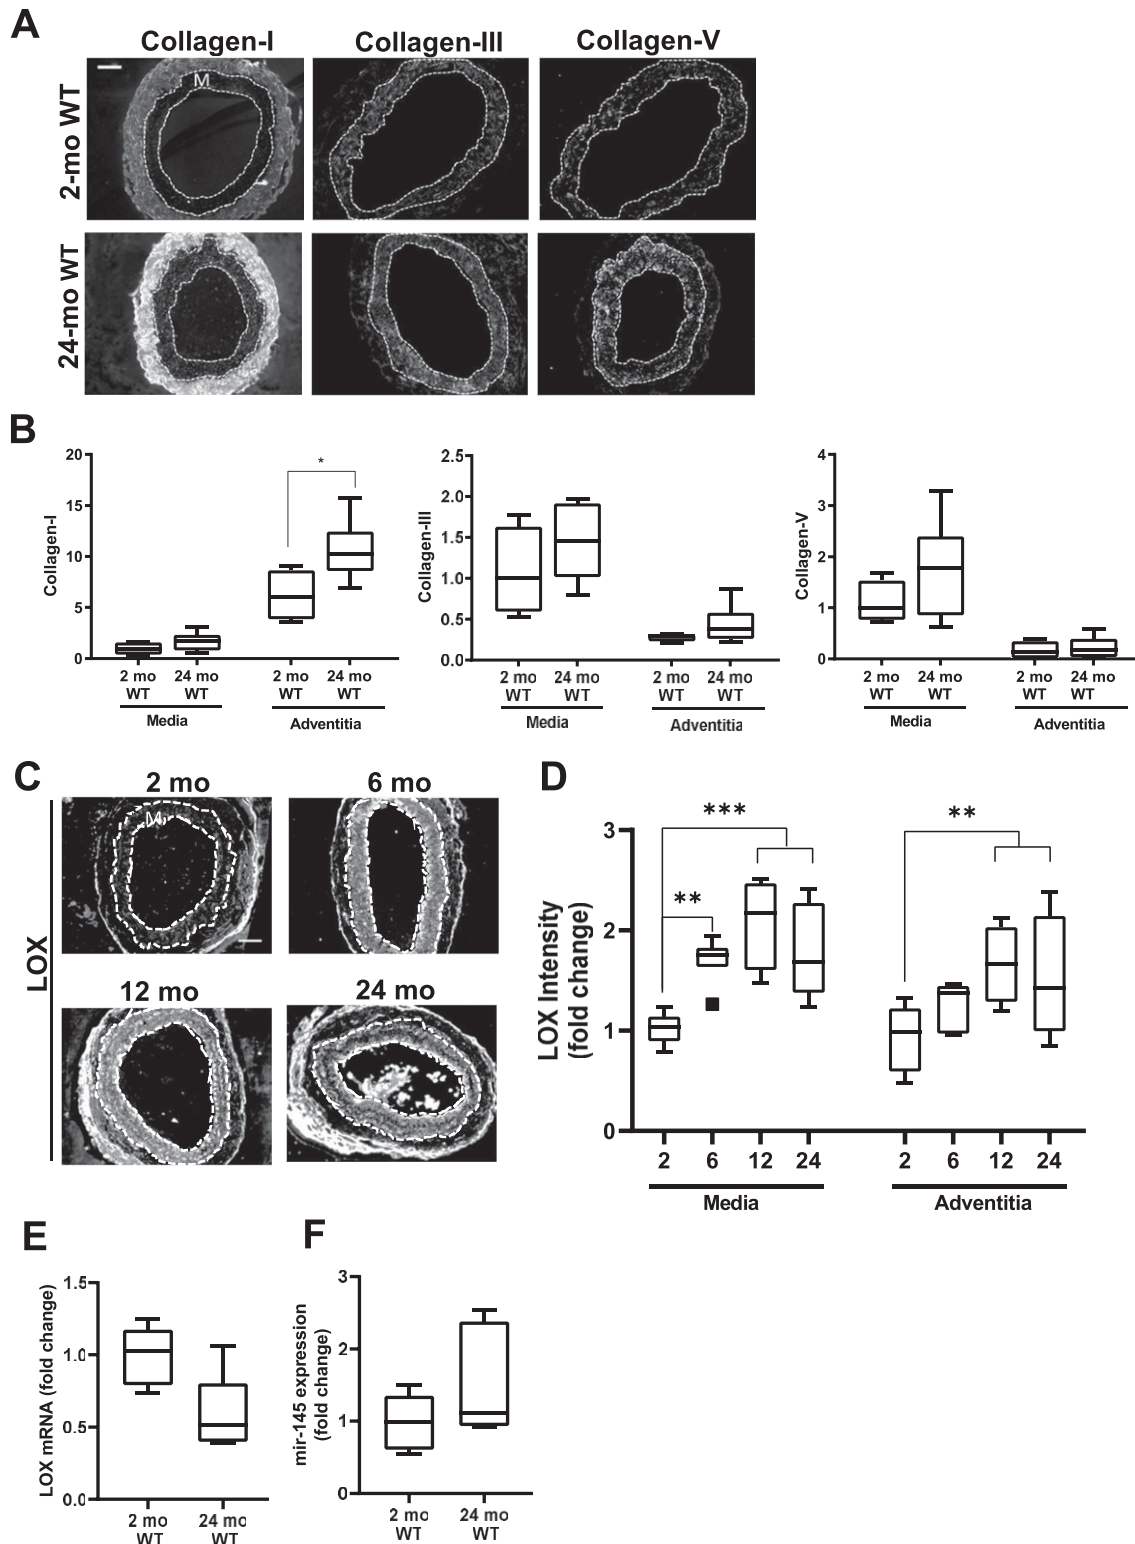 A
Collagen-I
Collagen-III
Collagen-V
2-mo WT
M
24-mo WT
B
Collagen-I
20
15
10
5
0
*
2 mo WT
24 mo WT
2 mo WT
24 mo WT
Media
Adventitia
Collagen-III
2.5
2.0
1.5
1.0
0.5
0.0
2 mo WT
24 mo WT
2 mo WT
24 mo WT
Media
Adventitia
Collagen-V
4
3
2
1
0
2 mo WT
24 mo WT
2 mo WT
24 mo WT
Media
Adventitia
C
LOX
2 mo
M
6 mo
12 mo
24 mo
D
LOX Intensity
(fold change)
3
2
1
0
***
**
**
2 6 12 24 2 6 12 24
Media
Adventitia
E
LOX mRNA (fold change)
1.5
1.0
0.5
0.0
2 mo WT
24 mo WT
F
mir-145 expression
(fold change)
3
2
1
0
2 mo WT
24 mo WT